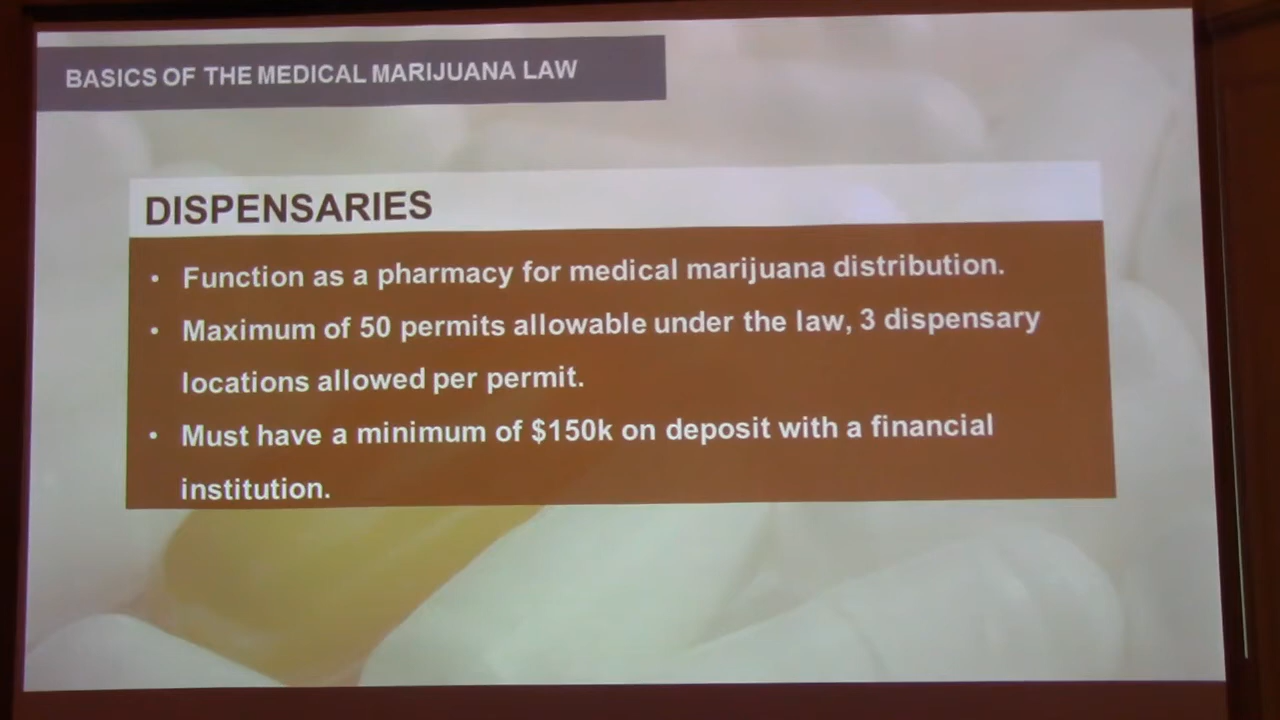 BASICS OF THE MEDICAL MARIJUANA LAW
DISPENSARIES
• Function as a pharmacy for medical marijuana distribution.
• Maximum of 50 permits allowable under the law, 3 dispensary
locations allowed per permit.
• Must have a minimum of $150k on deposit with a financial
institution.